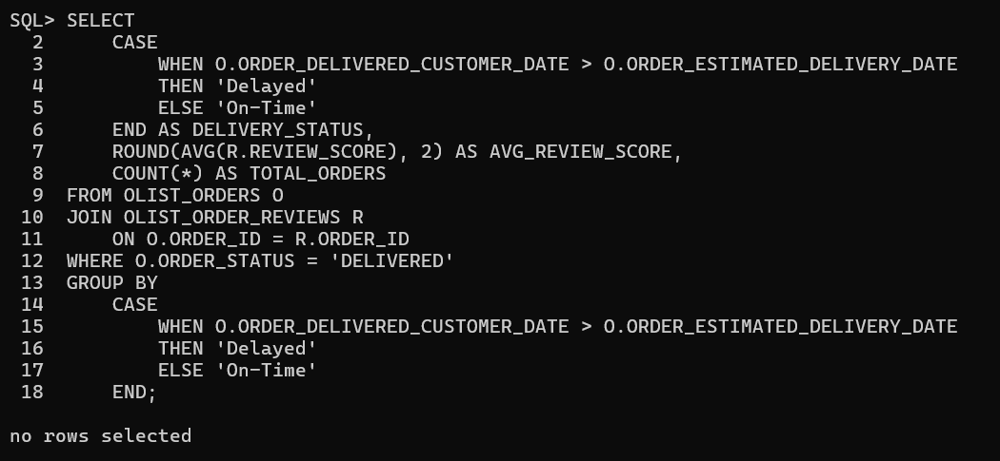 SQL> SELECT
  2      CASE
  3          WHEN O.ORDER_DELIVERED_CUSTOMER_DATE > O.ORDER_ESTIMATED_DELIVERY_DATE
  4          THEN 'Delayed'
  5          ELSE 'On-Time'
  6      END AS DELIVERY_STATUS,
  7      ROUND(AVG(R.REVIEW_SCORE), 2) AS AVG_REVIEW_SCORE,
  8      COUNT(*) AS TOTAL_ORDERS
  9  FROM OLIST_ORDERS O
 10  JOIN OLIST_ORDER_REVIEWS R
 11      ON O.ORDER_ID = R.ORDER_ID
 12  WHERE O.ORDER_STATUS = 'DELIVERED'
 13  GROUP BY
 14      CASE
 15          WHEN O.ORDER_DELIVERED_CUSTOMER_DATE > O.ORDER_ESTIMATED_DELIVERY_DATE
 16          THEN 'Delayed'
 17          ELSE 'On-Time'
 18      END;
no rows selected